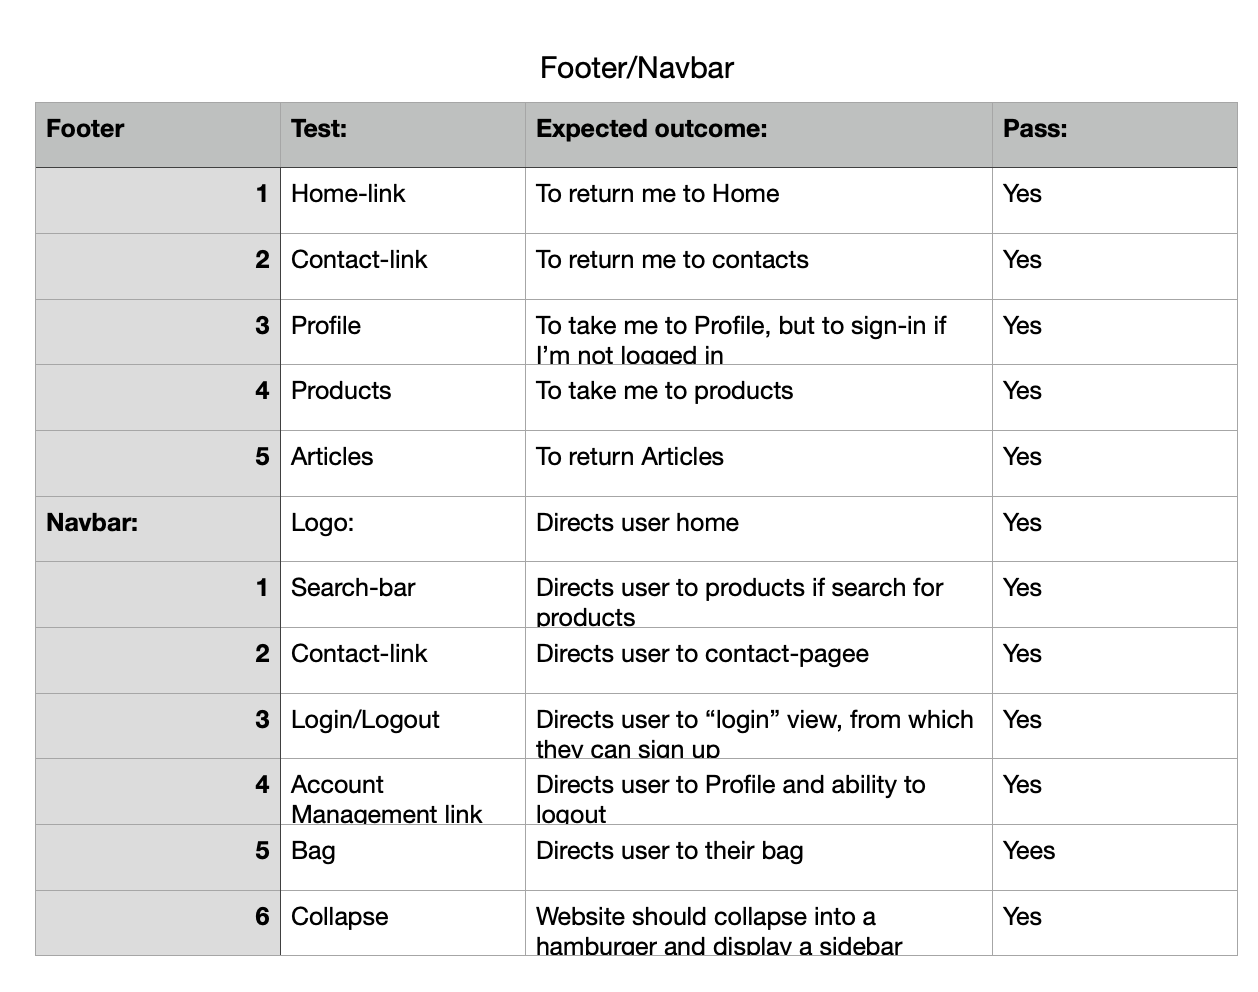 Footer/Navbar
Footer Test: Expected outcome: Pass:
1 Home-link To return me to Home Yes
2 Contact-link To return me to contacts Yes
3 Profile To take me to Profile, but to sign-in if Yes
I’m not logged in
4 Products To take me to products Yes
5 Articles To return Articles Yes
Navbar: Logo: Directs user home Yes
1 Search-bar Directs user to products if search for Yes
products
2 Contact-link Directs user to contact-pagee Yes
3 Login/Logout Directs user to “login” view, from which Yes
they can sign up
4 Account Directs user to Profile and ability to Yes
Management link logout
5 Bag Directs user to their bag Yees
6 Collapse Website should collapse into a Yes
hamburger and display a sidebar